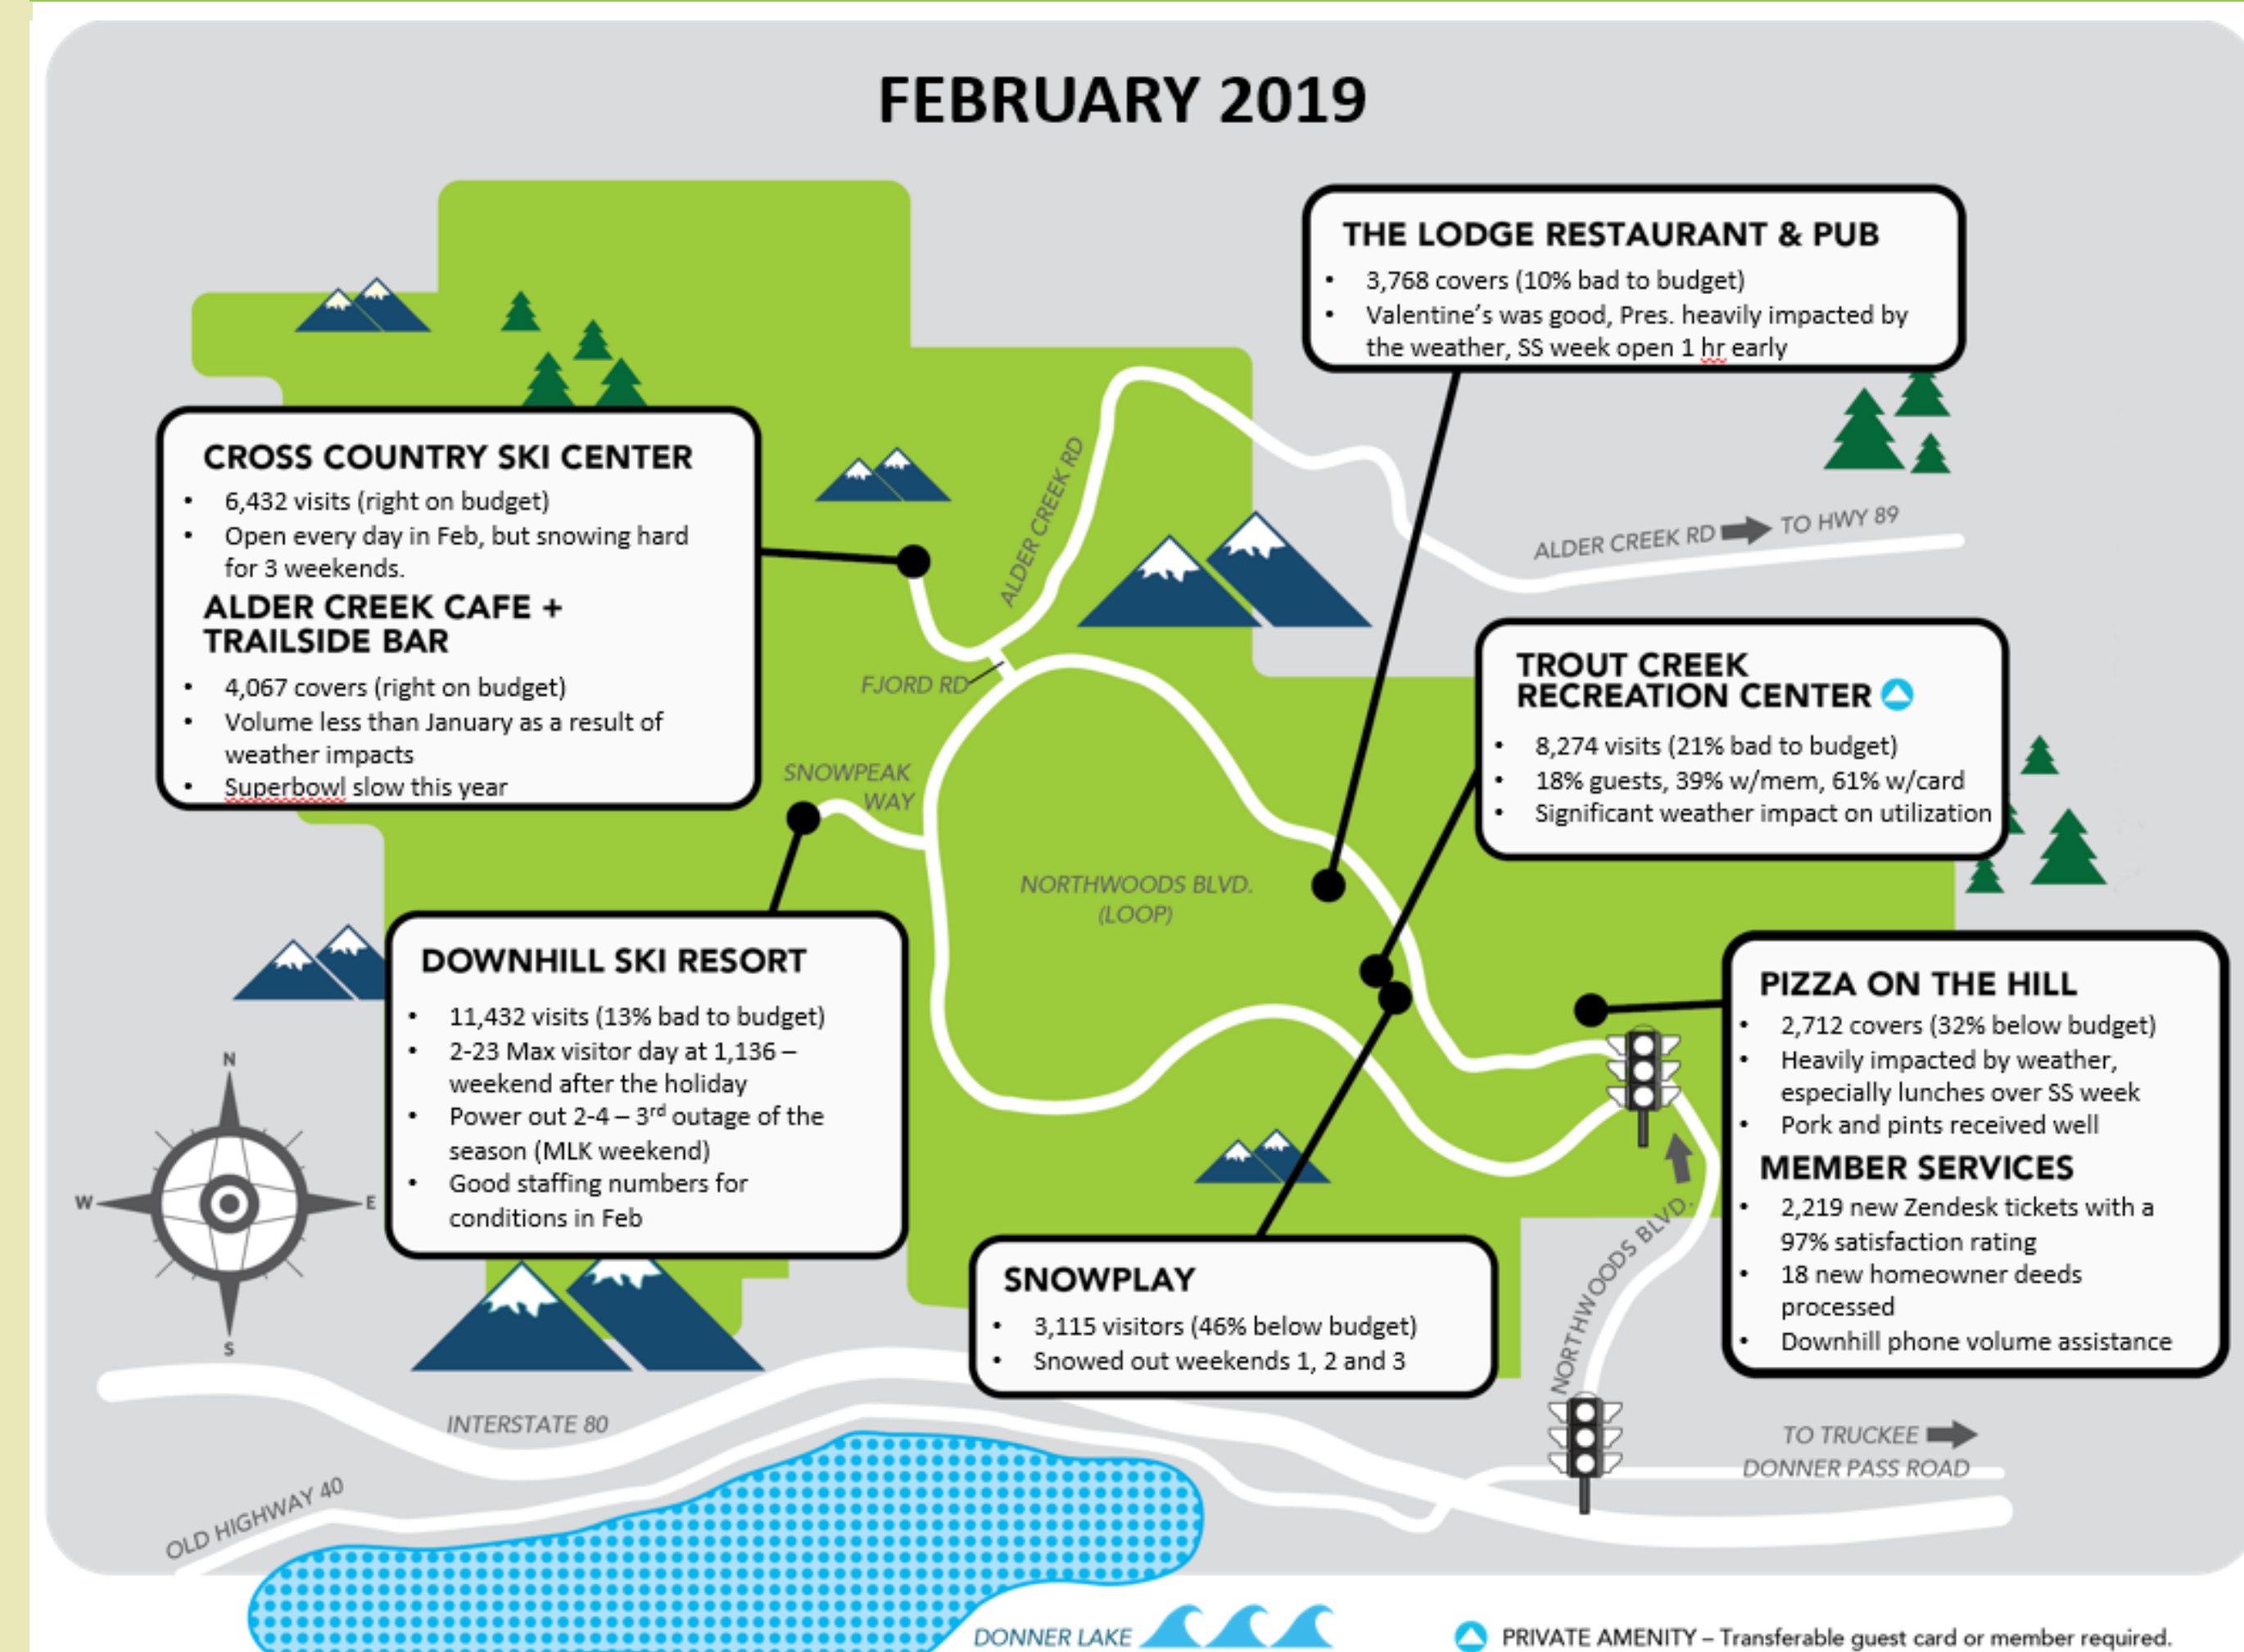 FEBRUARY 2019
THE LODGE RESTAURANT & PUB
• 3,768 covers (10% bad to budget)
• Valentine's was good, Pres. heavily impacted by
the weather, SS week open 1 hr early
CROSS COUNTRY SKI CENTER
• 6,432 visits (right on budget)
• Open every day in Feb, but snowing hard
for 3 weekends.
ALDER CREEK CAFE +
TRAILSIDE BAR
• 4,067 covers (right on budget)
• Volume less than January as a result of
weather impacts
• Superbowl slow this year
ALDER CREEK RD
ALDER CREEK RD
TO HWY 89
FJORD RD
TROUT CREEK
RECREATION CENTER
• 8,274 visits (21% bad to budget)
• 18% guests, 39% w/mem, 61% w/card
• Significant weather impact on utilization
SNOWPEAK
WAY
NORTHWOODS BLVD.
(LOOP)
DOWNHILL SKI RESORT
• 11,432 visits (13% bad to budget)
• 2-23 Max visitor day at 1,136 –
weekend after the holiday
• Power out 2-4 – 3rd outage of the
season (MLK weekend)
• Good staffing numbers for
conditions in Feb
PIZZA ON THE HILL
• 2,712 covers (32% below budget)
• Heavily impacted by weather,
especially lunches over SS week
• Pork and pints received well
MEMBER SERVICES
• 2,219 new Zendesk tickets with a
97% satisfaction rating
• 18 new homeowner deeds
processed
• Downhill phone volume assistance
N
W
E
S
SNOWPLAY
• 3,115 visitors (46% below budget)
• Snowed out weekends 1, 2 and 3
NORTHWOODS BLVD.
INTERSTATE 80
OLD HIGHWAY 40
TO TRUCKEE
DONNER PASS ROAD
DONNER LAKE
PRIVATE AMENITY – Transferable guest card or member required.